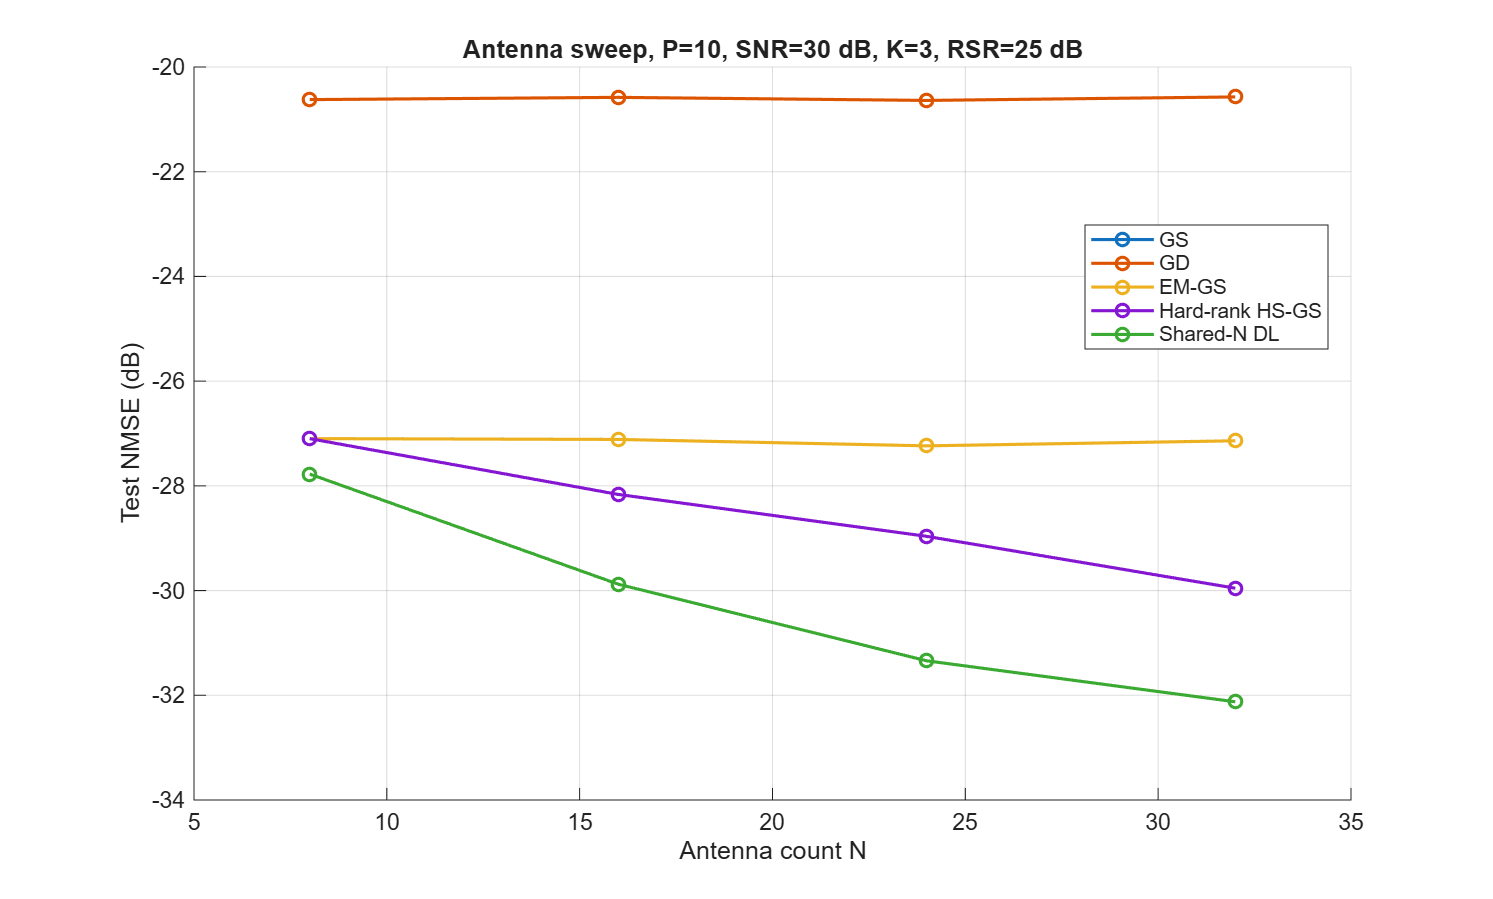 Antenna sweep, P=10, SNR=30 dB, K=3, RSR=25 dB
-20
-22
-24
-26
-28
-30
-32
-34
Test NMSE (dB)
GS
GD
EM-GS
Hard-rank HS-GS
Shared-N DL
5 10 15 20 25 30 35
Antenna count N